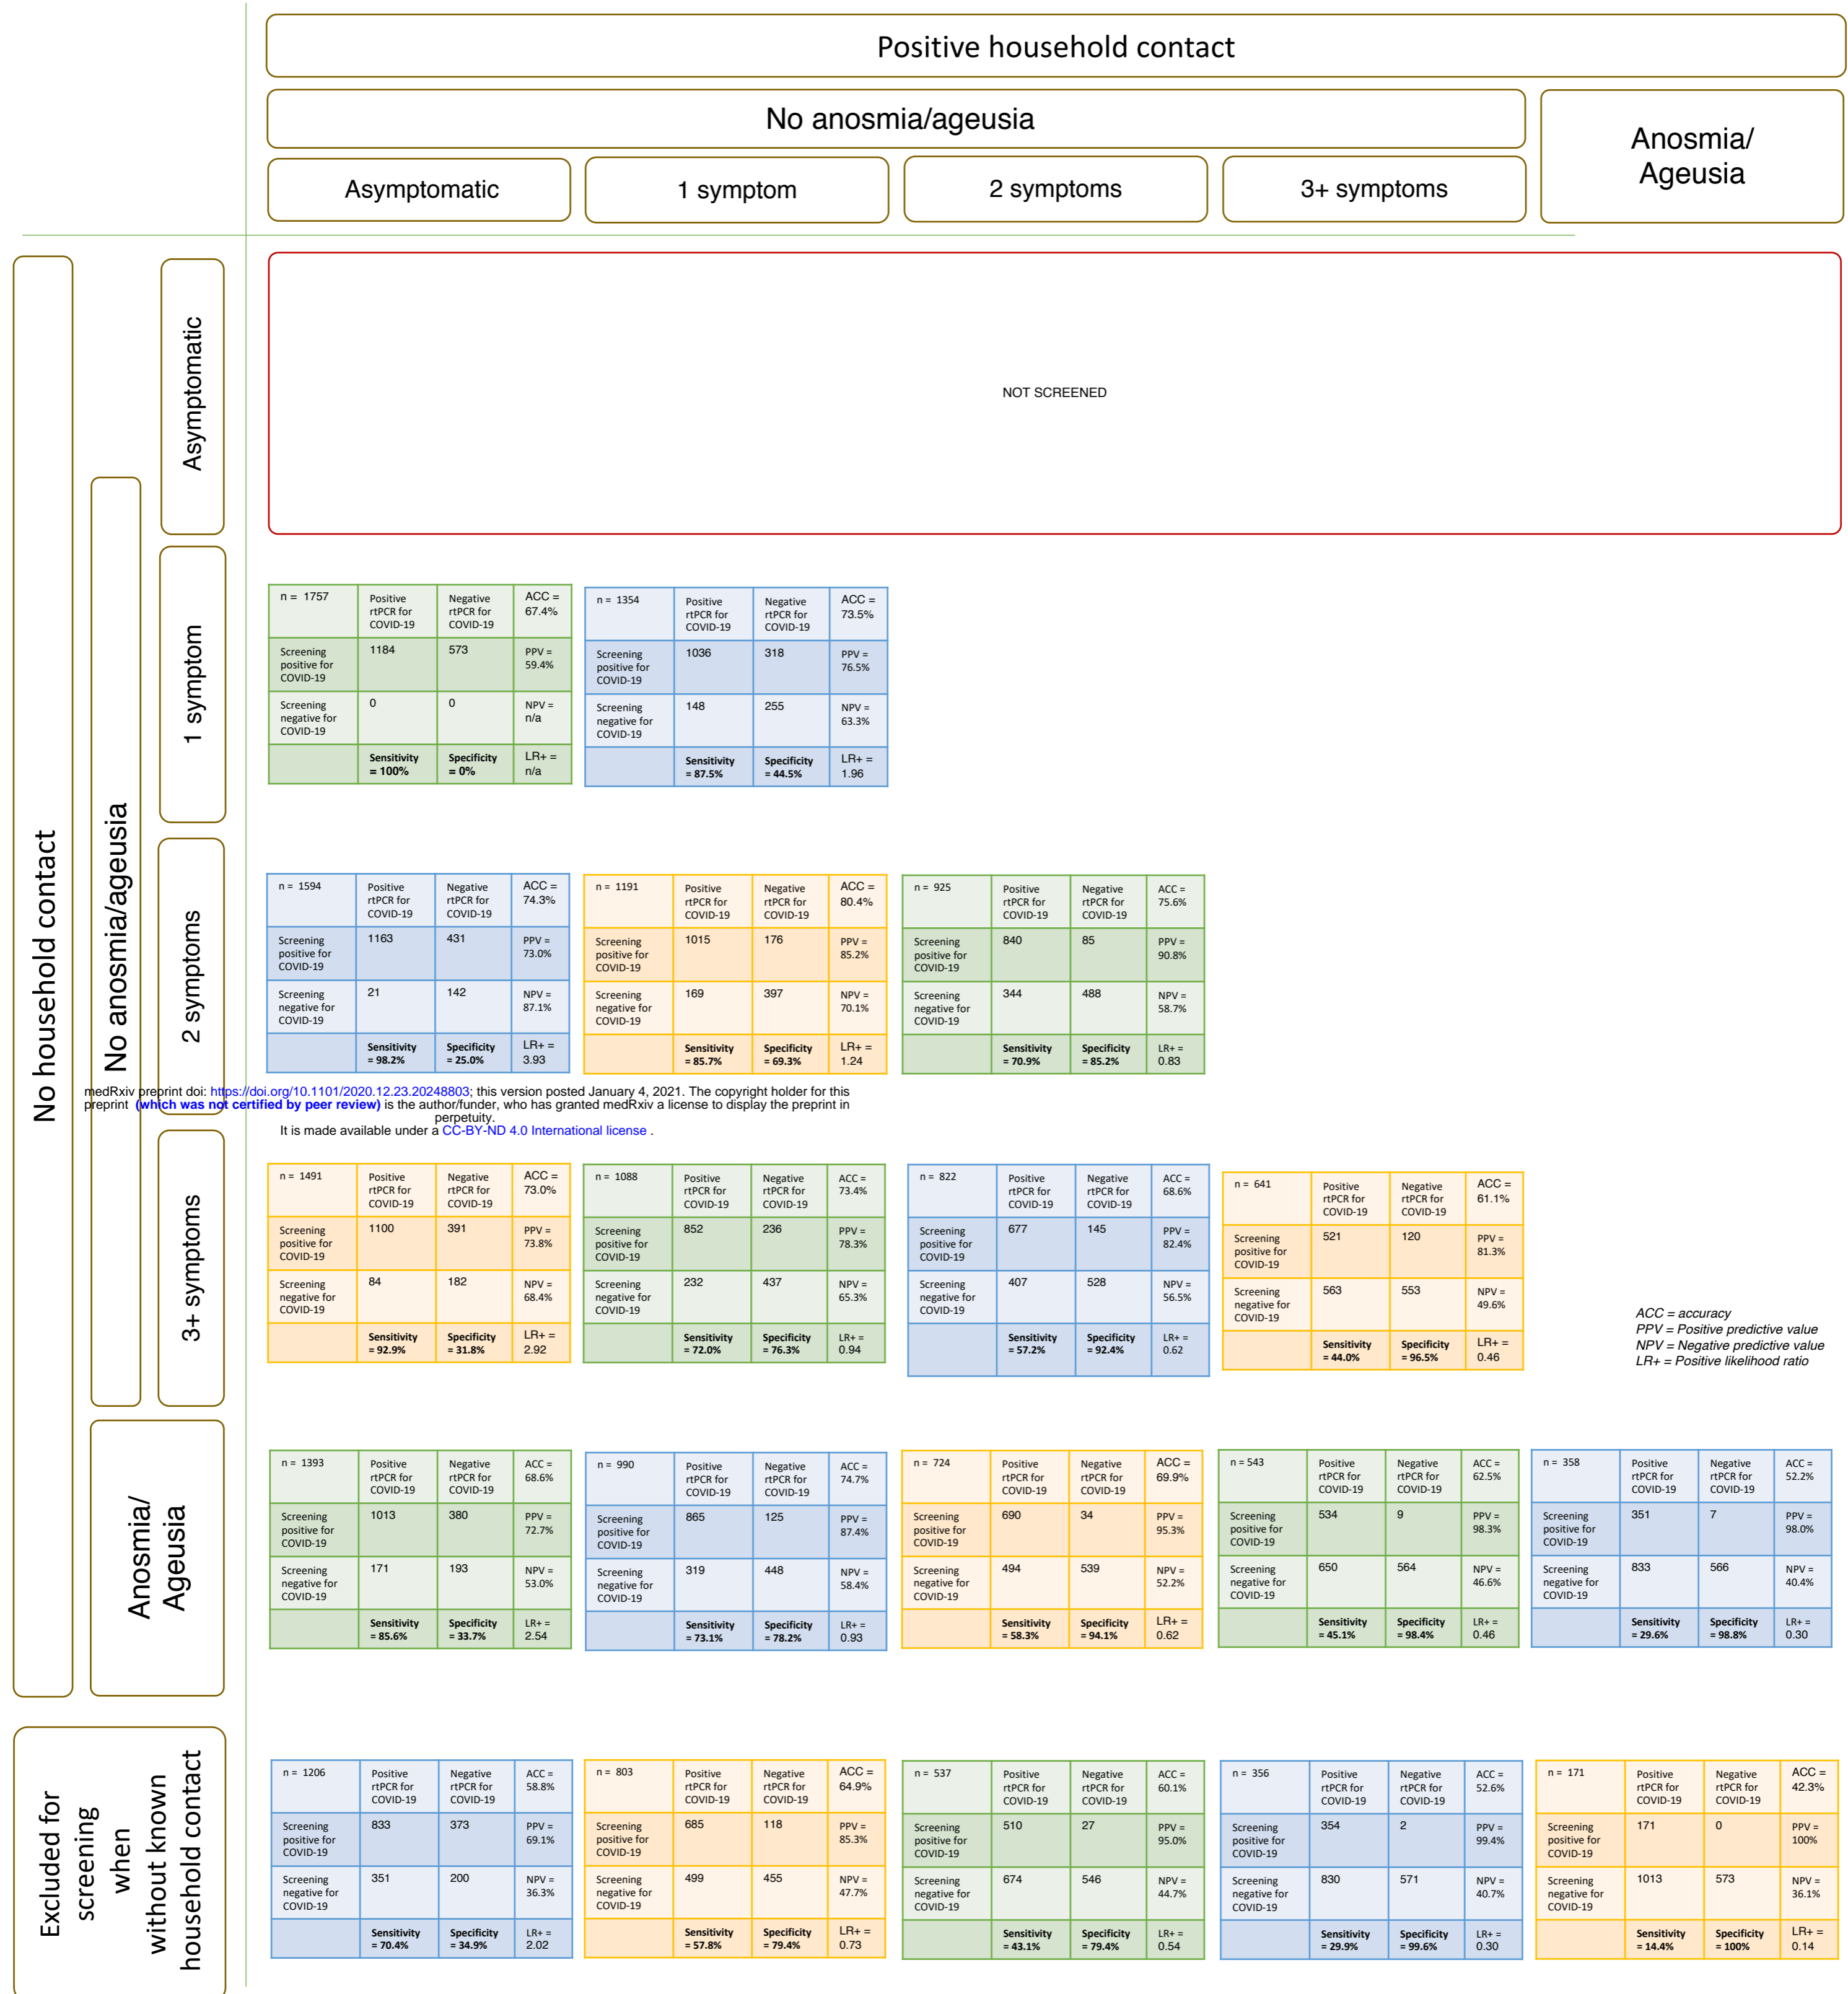 Positive household contact
No anosmia/ageusia
Anosmia/
Ageusia
Asymptomatic
1 symptom
2 symptoms
3+ symptoms
No household contact
No anosmia/ageusia
Asymptomatic
NOT SCREENED
1 symptom
n = 1757
Positive
rtPCR for
COVID-19
Negative
rtPCR for
COVID-19
ACC =
67.4%
Screening
positive for
COVID-19
1184
573
PPV =
59.4%
Screening
negative for
COVID-19
0
0
NPV =
n/a
Sensitivity
= 100%
Specificity
= 0%
LR+ =
n/a
n = 1354
Positive
rtPCR for
COVID-19
Negative
rtPCR for
COVID-19
ACC =
73.5%
Screening
positive for
COVID-19
1036
318
PPV =
76.5%
Screening
negative for
COVID-19
148
255
NPV =
63.3%
Sensitivity
= 87.5%
Specificity
= 44.5%
LR+ =
1.96
2 symptoms
n = 1594
Positive
rtPCR for
COVID-19
Negative
rtPCR for
COVID-19
ACC =
74.3%
Screening
positive for
COVID-19
1163
431
PPV =
73.0%
Screening
negative for
COVID-19
21
142
NPV =
87.1%
Sensitivity
= 98.2%
Specificity
= 25.0%
LR+ =
3.93
n = 1191
Positive
rtPCR for
COVID-19
Negative
rtPCR for
COVID-19
ACC =
80.4%
Screening
positive for
COVID-19
1015
176
PPV =
85.2%
Screening
negative for
COVID-19
169
397
NPV =
70.1%
Sensitivity
= 85.7%
Specificity
= 69.3%
LR+ =
1.24
n = 925
Positive
rtPCR for
COVID-19
Negative
rtPCR for
COVID-19
ACC =
75.6%
Screening
positive for
COVID-19
840
85
PPV =
90.8%
Screening
negative for
COVID-19
344
488
NPV =
58.7%
Sensitivity
= 70.9%
Specificity
= 85.2%
LR+ =
0.83
medRxiv preprint doi: https://doi.org/10.1101/2020.12.23.20248803; this version posted January 4, 2021. The copyright holder for this
preprint (which was not certified by peer review) is the author/funder, who has granted medRxiv a license to display the preprint in
perpetuity.
It is made available under a CC-BY-ND 4.0 International license .
3+ symptoms
n = 1491
Positive
rtPCR for
COVID-19
Negative
rtPCR for
COVID-19
ACC =
73.0%
Screening
positive for
COVID-19
1100
391
PPV =
73.8%
Screening
negative for
COVID-19
84
182
NPV =
68.4%
Sensitivity
= 92.9%
Specificity
= 31.8%
LR+ =
2.92
n = 1088
Positive
rtPCR for
COVID-19
Negative
rtPCR for
COVID-19
ACC =
73.4%
Screening
positive for
COVID-19
852
236
PPV =
78.3%
Screening
negative for
COVID-19
232
437
NPV =
65.3%
Sensitivity
= 72.0%
Specificity
= 76.3%
LR+ =
0.94
n = 822
Positive
rtPCR for
COVID-19
Negative
rtPCR for
COVID-19
ACC =
68.6%
Screening
positive for
COVID-19
677
145
PPV =
82.4%
Screening
negative for
COVID-19
407
528
NPV =
56.5%
Sensitivity
= 57.2%
Specificity
= 92.4%
LR+ =
0.62
n = 641
Positive
rtPCR for
COVID-19
Negative
rtPCR for
COVID-19
ACC =
61.1%
Screening
positive for
COVID-19
521
120
PPV =
81.3%
Screening
negative for
COVID-19
563
553
NPV =
49.6%
Sensitivity
= 44.0%
Specificity
= 96.5%
LR+ =
0.46
ACC = accuracy
PPV = Positive predictive value
NPV = Negative predictive value
LR+ = Positive likelihood ratio
Anosmia/
Ageusia
n = 1393
Positive
rtPCR for
COVID-19
Negative
rtPCR for
COVID-19
ACC =
68.6%
Screening
positive for
COVID-19
1013
380
PPV =
72.7%
Screening
negative for
COVID-19
171
193
NPV =
53.0%
Sensitivity
= 85.6%
Specificity
= 33.7%
LR+ =
2.54
n = 990
Positive
rtPCR for
COVID-19
Negative
rtPCR for
COVID-19
ACC =
74.7%
Screening
positive for
COVID-19
865
125
PPV =
87.4%
Screening
negative for
COVID-19
319
448
NPV =
58.4%
Sensitivity
= 73.1%
Specificity
= 78.2%
LR+ =
0.93
n = 724
Positive
rtPCR for
COVID-19
Negative
rtPCR for
COVID-19
ACC =
69.9%
Screening
positive for
COVID-19
690
34
PPV =
95.3%
Screening
negative for
COVID-19
494
539
NPV =
52.2%
Sensitivity
= 58.3%
Specificity
= 94.1%
LR+ =
0.62
n = 543
Positive
rtPCR for
COVID-19
Negative
rtPCR for
COVID-19
ACC =
62.5%
Screening
positive for
COVID-19
534
9
PPV =
98.3%
Screening
negative for
COVID-19
650
564
NPV =
46.6%
Sensitivity
= 45.1%
Specificity
= 98.4%
LR+ =
0.46
n = 358
Positive
rtPCR for
COVID-19
Negative
rtPCR for
COVID-19
ACC =
52.2%
Screening
positive for
COVID-19
351
7
PPV =
98.0%
Screening
negative for
COVID-19
833
566
NPV =
40.4%
Sensitivity
= 29.6%
Specificity
= 98.8%
LR+ =
0.30
Excluded for
screening
when
without known
household contact
n = 1206
Positive
rtPCR for
COVID-19
Negative
rtPCR for
COVID-19
ACC =
58.8%
Screening
positive for
COVID-19
833
373
PPV =
69.1%
Screening
negative for
COVID-19
351
200
NPV =
36.3%
Sensitivity
= 70.4%
Specificity
= 34.9%
LR+ =
2.02
n = 803
Positive
rtPCR for
COVID-19
Negative
rtPCR for
COVID-19
ACC =
64.9%
Screening
positive for
COVID-19
685
118
PPV =
85.3%
Screening
negative for
COVID-19
499
455
NPV =
47.7%
Sensitivity
= 57.8%
Specificity
= 79.4%
LR+ =
0.73
n = 537
Positive
rtPCR for
COVID-19
Negative
rtPCR for
COVID-19
ACC =
60.1%
Screening
positive for
COVID-19
510
27
PPV =
95.0%
Screening
negative for
COVID-19
674
546
NPV =
44.7%
Sensitivity
= 43.1%
Specificity
= 79.4%
LR+ =
0.54
n = 356
Positive
rtPCR for
COVID-19
Negative
rtPCR for
COVID-19
ACC =
52.6%
Screening
positive for
COVID-19
354
2
PPV =
99.4%
Screening
negative for
COVID-19
830
571
NPV =
40.7%
Sensitivity
= 29.9%
Specificity
= 99.6%
LR+ =
0.30
n = 171
Positive
rtPCR for
COVID-19
Negative
rtPCR for
COVID-19
ACC =
42.3%
Screening
positive for
COVID-19
171
0
PPV =
100%
Screening
negative for
COVID-19
1013
573
NPV =
36.1%
Sensitivity
= 14.4%
Specificity
= 100%
LR+ =
0.14